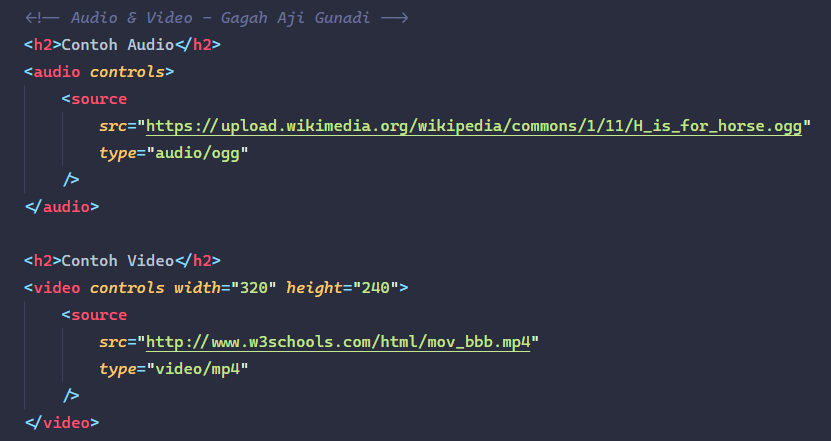 <!-- Audio & Video - Gagah Aji Gunadi -->
<h2>Contoh Audio</h2>
<audio controls>
    <source
        src="https://upload.wikimedia.org/wikipedia/commons/1/11/H_is_for_horse.ogg"
        type="audio/ogg"
    />
</audio>

<h2>Contoh Video</h2>
<video controls width="320" height="240">
    <source
        src="http://www.w3schools.com/html/mov_bbb.mp4"
        type="video/mp4"
    />
</video>